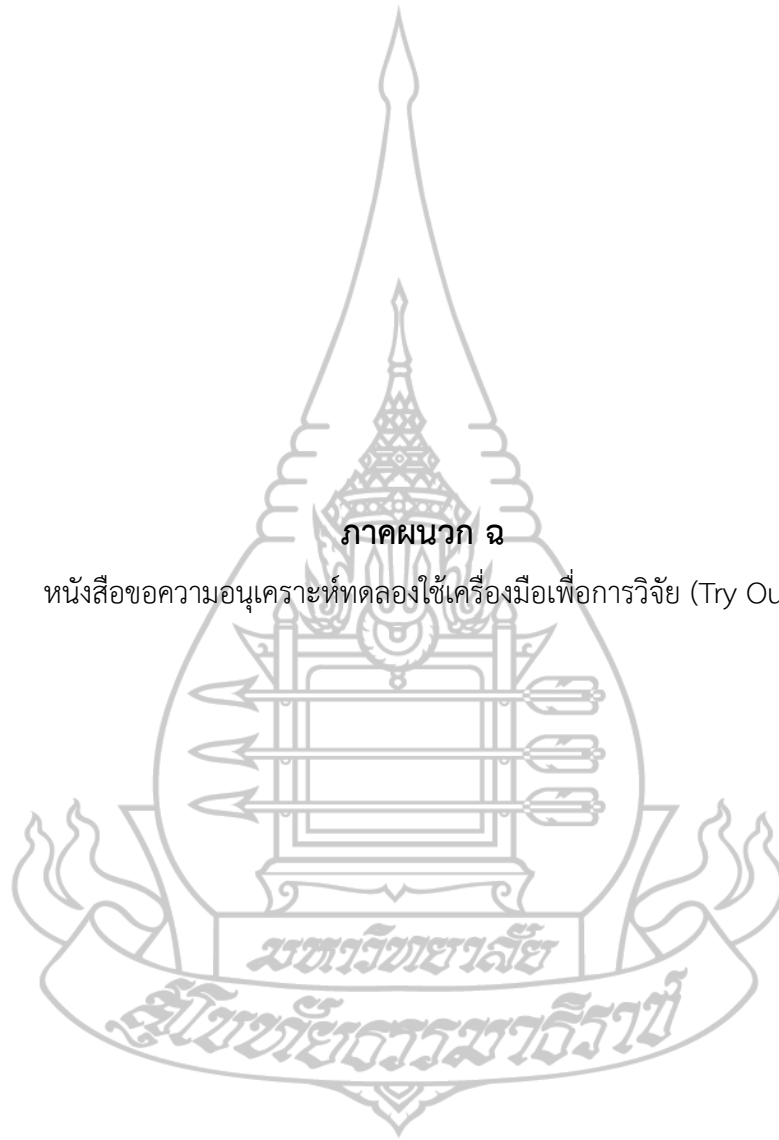 ภาคผนวก ฉ
หนังสือขอความอนุเคราะห์ทดลองใช้เครื่องมือเพื่อการวิจัย (Try Ou
มหาวิทยาลัย
สุโขทัยธรรมาธิราช